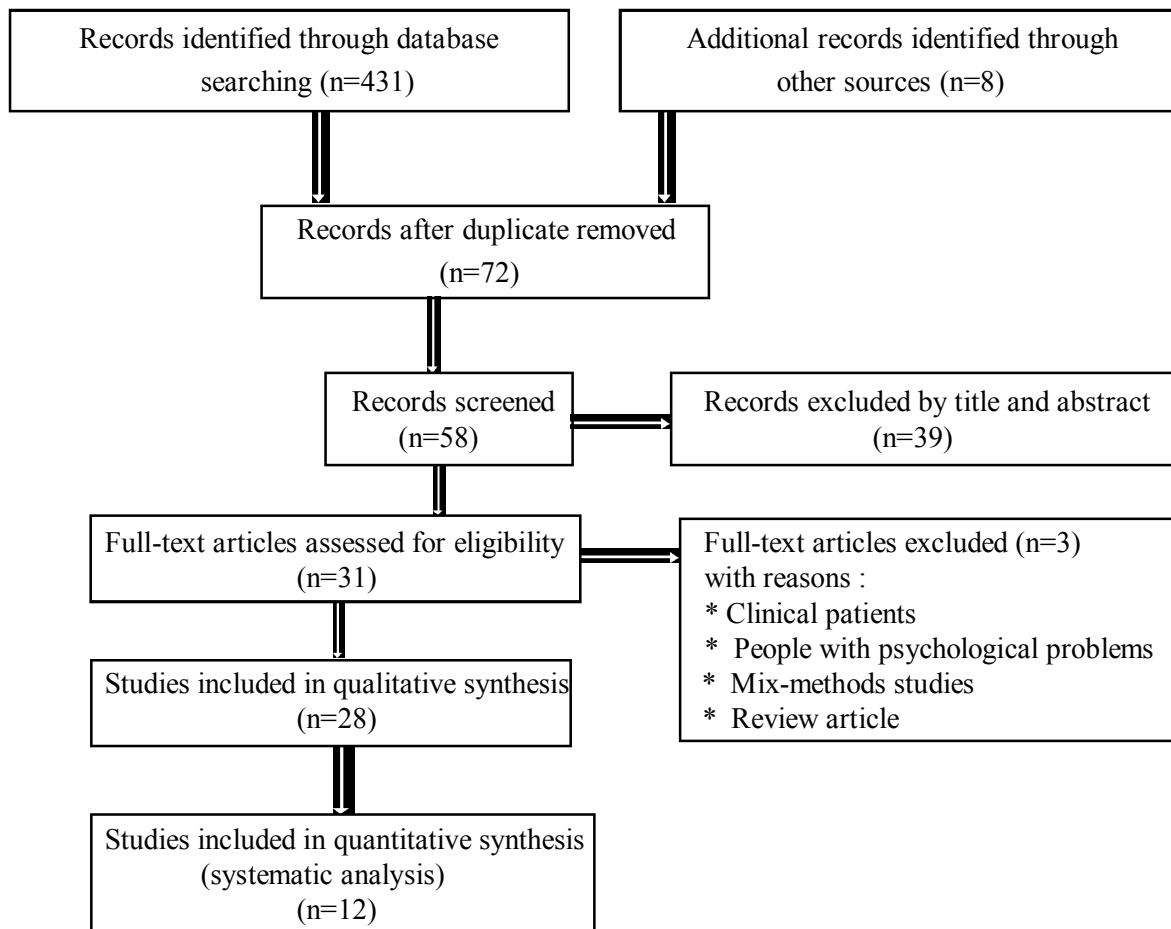 Records identified through database
searching (n=431)
Additional records identified through
other sources (n=8)
Records after duplicate removed
(n=72)
Records screened
(n=58)
Records excluded by title and abstract
(n=39)
Full-text articles assessed for eligibility
(n=31)
Full-text articles excluded (n=3)
with reasons :
* Clinical patients
* People with psychological problems
* Mix-methods studies
* Review article
Studies included in qualitative synthesis
(n=28)
Studies included in quantitative synthesis
(systematic analysis)
(n=12)